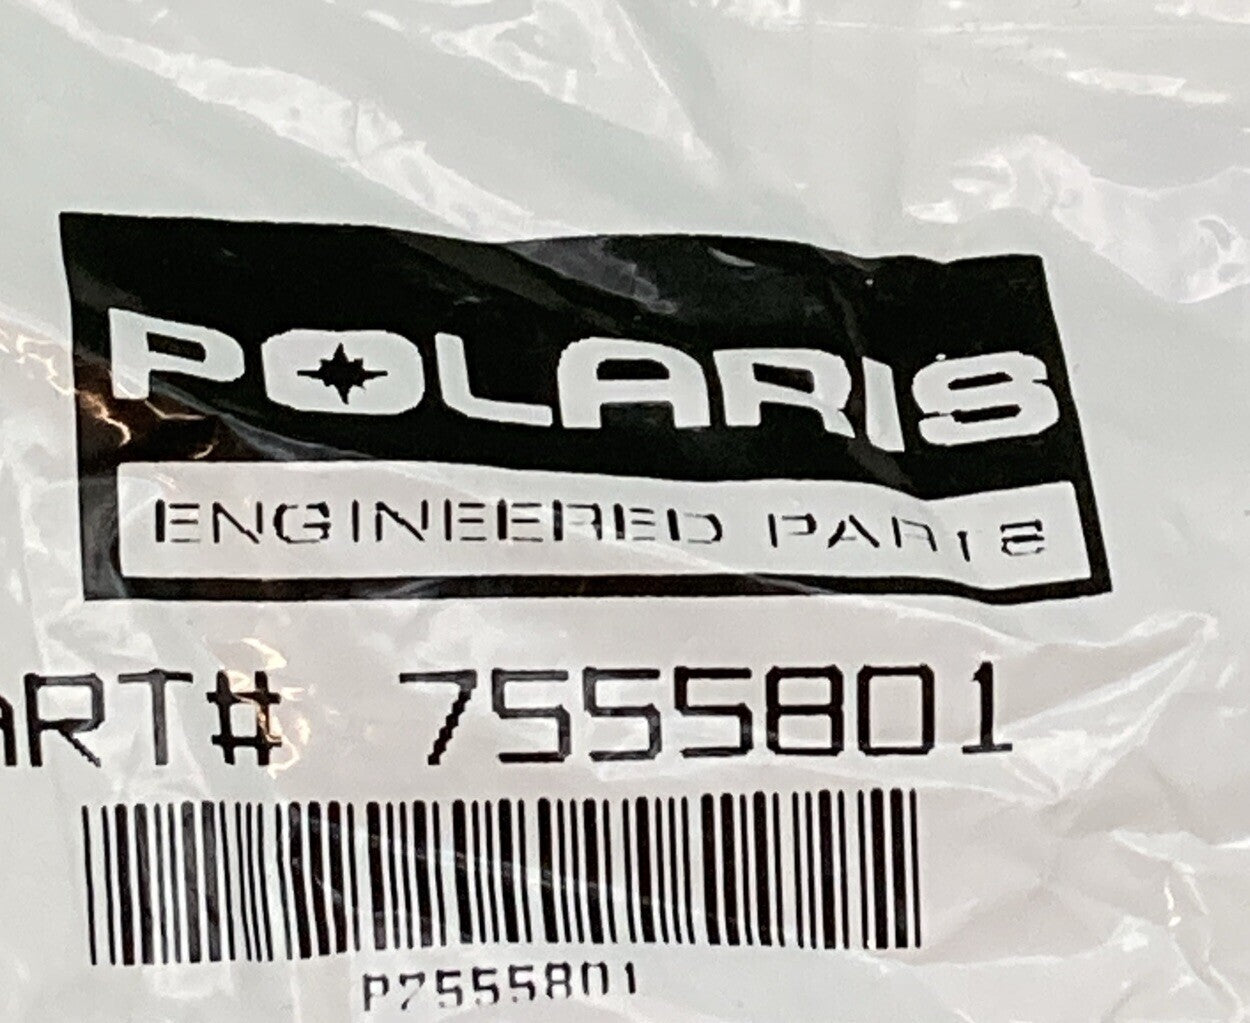 POLARIS
ENGINEERED PARTS
ART# 7555801
P7555801